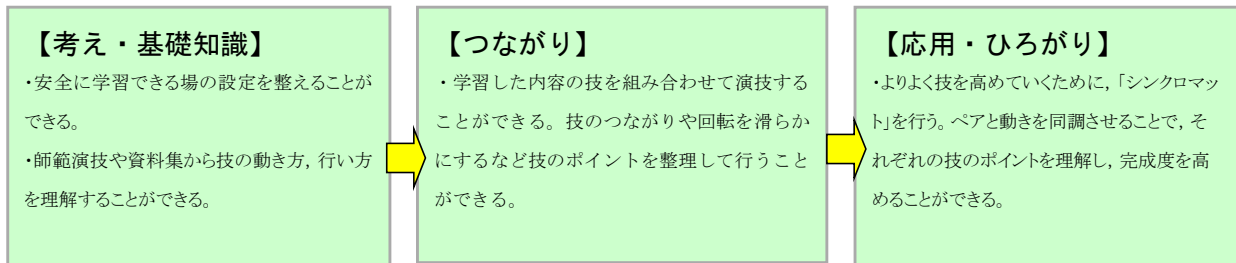 【考え・基礎知識】
・安全に学習できる場の設定を整えることが
できる。
・師範演技や資料集から技の動き方，行い方
を理解することができる。
【つながり】
・学習した内容の技を組み合わせて演技する
ことができる。技のつながりや回転を滑らか
にするなど技のポイントを整理して行うこと
ができる。
【応用・ひろがり】
・よりよく技を高めていくために，「シンクロマッ
ト」を行う。ペアと動きを同調させることで，そ
れぞれの技のポイントを理解し，完成度を高
めることができる。